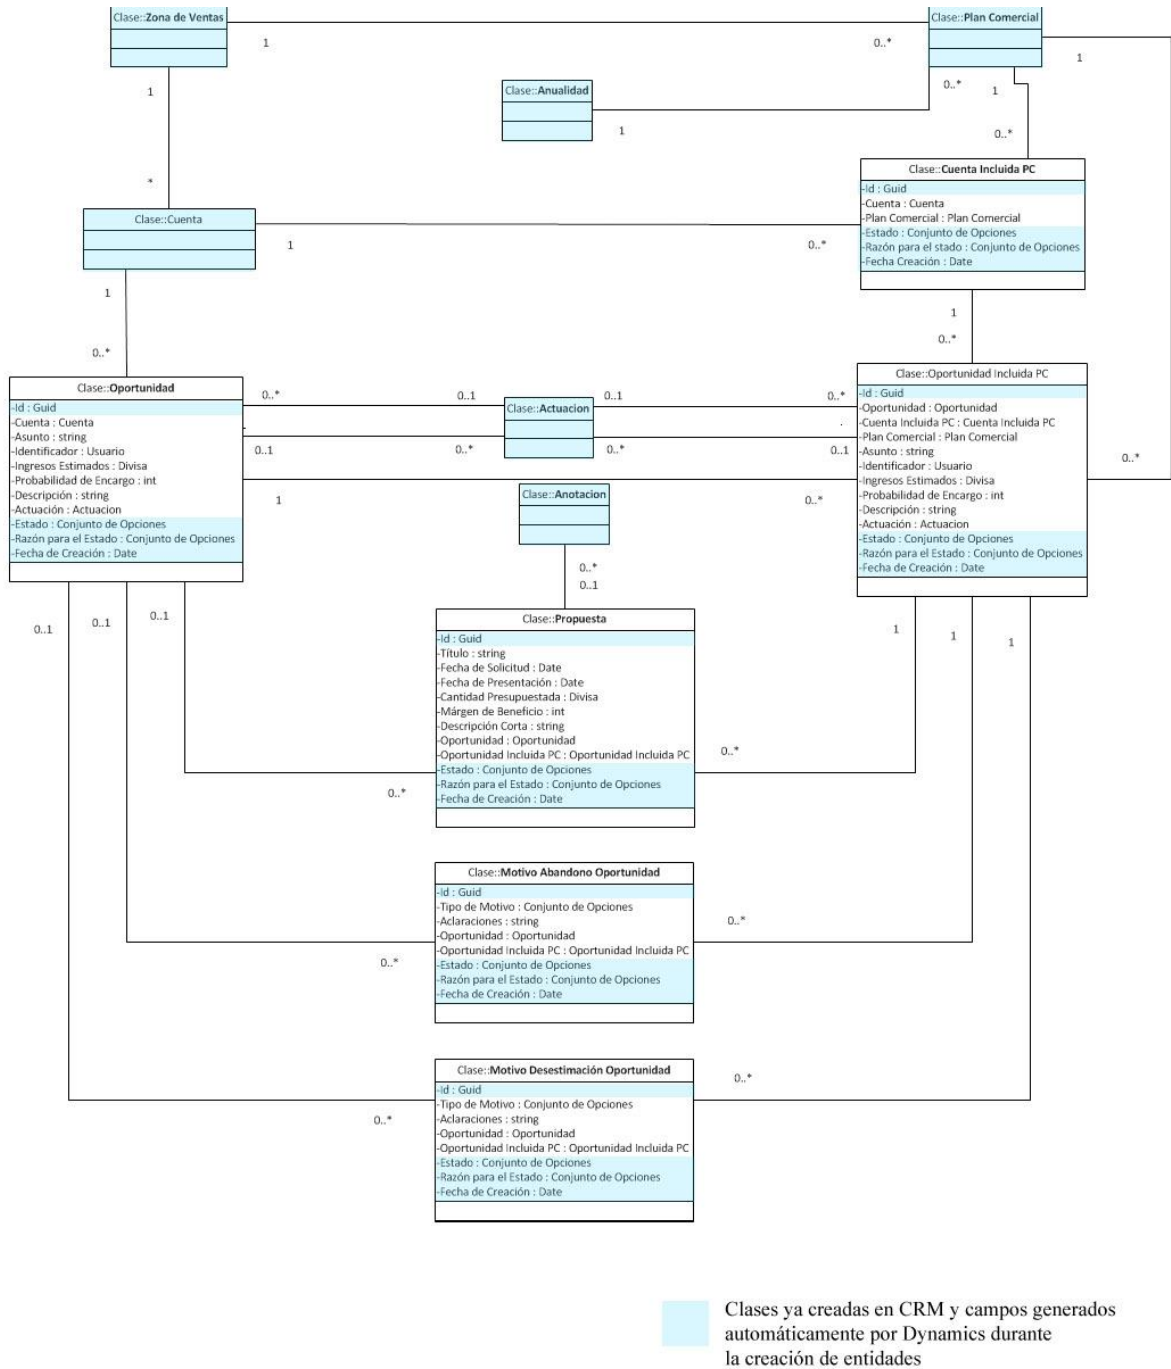 Clase::Zona de Ventas
Clase::Plan Comercial
1
0..*
1
1
Clase::Anualidad
0..*
1
1
0..*
1
Clase::Cuenta Incluida PC
-Id : Guid
-Cuenta : Cuenta
-Plan Comercial : Plan Comercial
-Estado : Conjunto de Opciones
-Razón para el stado : Conjunto de Opciones
-Fecha Creación : Date
*
Clase::Cuenta
1
0..*
1
0..*
1
0..*
Clase::Oportunidad
-Id : Guid
-Cuenta : Cuenta
-Asunto : string
-Identificador : Usuario
-Ingresos Estimados : Divisa
-Probabilidad de Encargo : int
-Descripción : string
-Actuación : Actuacion
-Estado : Conjunto de Opciones
-Razón para el Estado : Conjunto de Opciones
-Fecha de Creación : Date
0..*
0..1
0..1
0..*
Clase::Actuacion
0..1
0..*
0..*
0..1
Clase::Oportunidad Incluida PC
-Id : Guid
-Oportunidad : Oportunidad
-Cuenta Incluida PC : Cuenta Incluida PC
-Plan Comercial : Plan Comercial
-Asunto : string
-Identificador : Usuario
-Ingresos Estimados : Divisa
-Probabilidad de Encargo : int
-Descripción : string
-Actuación : Actuacion
-Estado : Conjunto de Opciones
-Razón para el Estado : Conjunto de Opciones
-Fecha de Creación : Date
0..*
1
0..*
Clase::Anotacion
0..*
0..1
0..1
0..1
0..1
1
1
1
Clase::Propuesta
-Id : Guid
-Título : string
-Fecha de Solicitud : Date
-Fecha de Presentación : Date
-Cantidad Presupuestada : Divisa
-Márgen de Beneficio : int
-Descripción Corta : string
-Oportunidad : Oportunidad
-Oportunidad Incluida PC : Oportunidad Incluida PC
-Estado : Conjunto de Opciones
-Razón para el Estado : Conjunto de Opciones
-Fecha de Creación : Date
0..*
0..*
Clase::Motivo Abandono Oportunidad
-Id : Guid
-Tipo de Motivo : Conjunto de Opciones
-Aclaraciones : string
-Oportunidad : Oportunidad
-Oportunidad Incluida PC : Oportunidad Incluida PC
-Estado : Conjunto de Opciones
-Razón para el Estado : Conjunto de Opciones
-Fecha de Creación : Date
0..*
0..*
Clase::Motivo Desestimación Oportunidad
-Id : Guid
-Tipo de Motivo : Conjunto de Opciones
-Aclaraciones : string
-Oportunidad : Oportunidad
-Oportunidad Incluida PC : Oportunidad Incluida PC
-Estado : Conjunto de Opciones
-Razón para el Estado : Conjunto de Opciones
-Fecha de Creación : Date
0..*
0..*
Clases ya creadas en CRM y campos generados
automáticamente por Dynamics durante
la creación de entidades